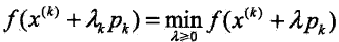 f(x^{(k)} + λ_k p_k) = \min_{λ⩾0} f(x^{(k)} + λ p_k)